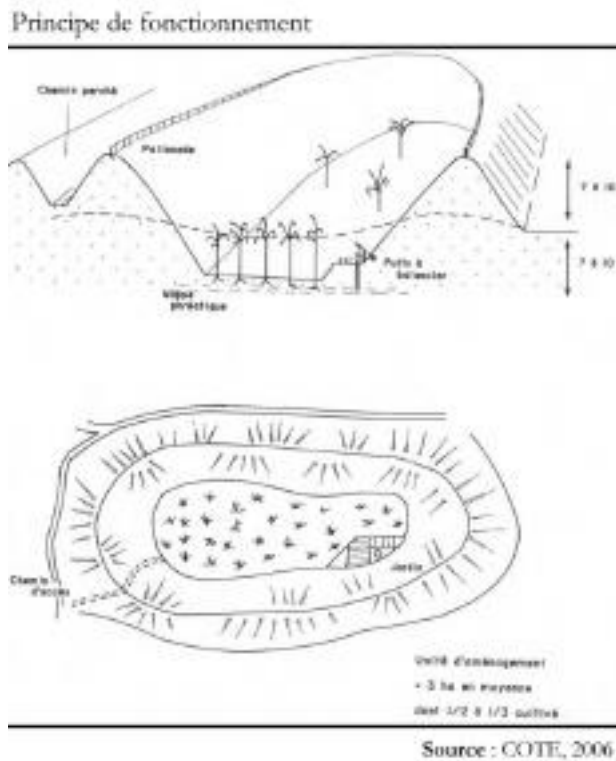 Principe de fonctionnement
Chemin perché
Palissade
7 à 10
Puits à
balancier
7 à 10
Nappe
phréatique
Chemin
d'accès
Jardin
Unité d'aménagement
≈ 3 ha en moyenne
dont 1/2 à 1/3 cultivé
Source : COTE, 2006